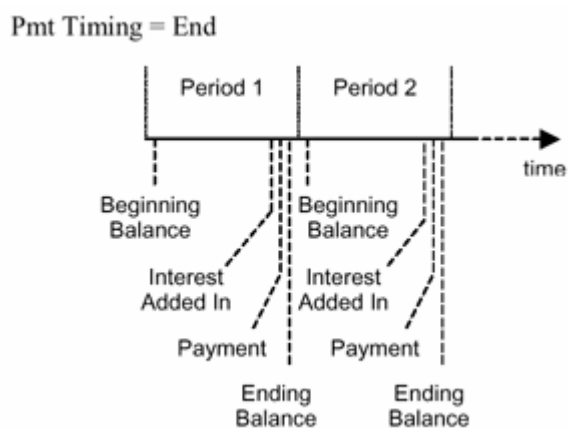 Pmt Timing = End
Period 1 Period 2
time
Beginning Balance Beginning Balance
Interest Added In Interest Added In
Payment Payment
Ending Balance Ending Balance